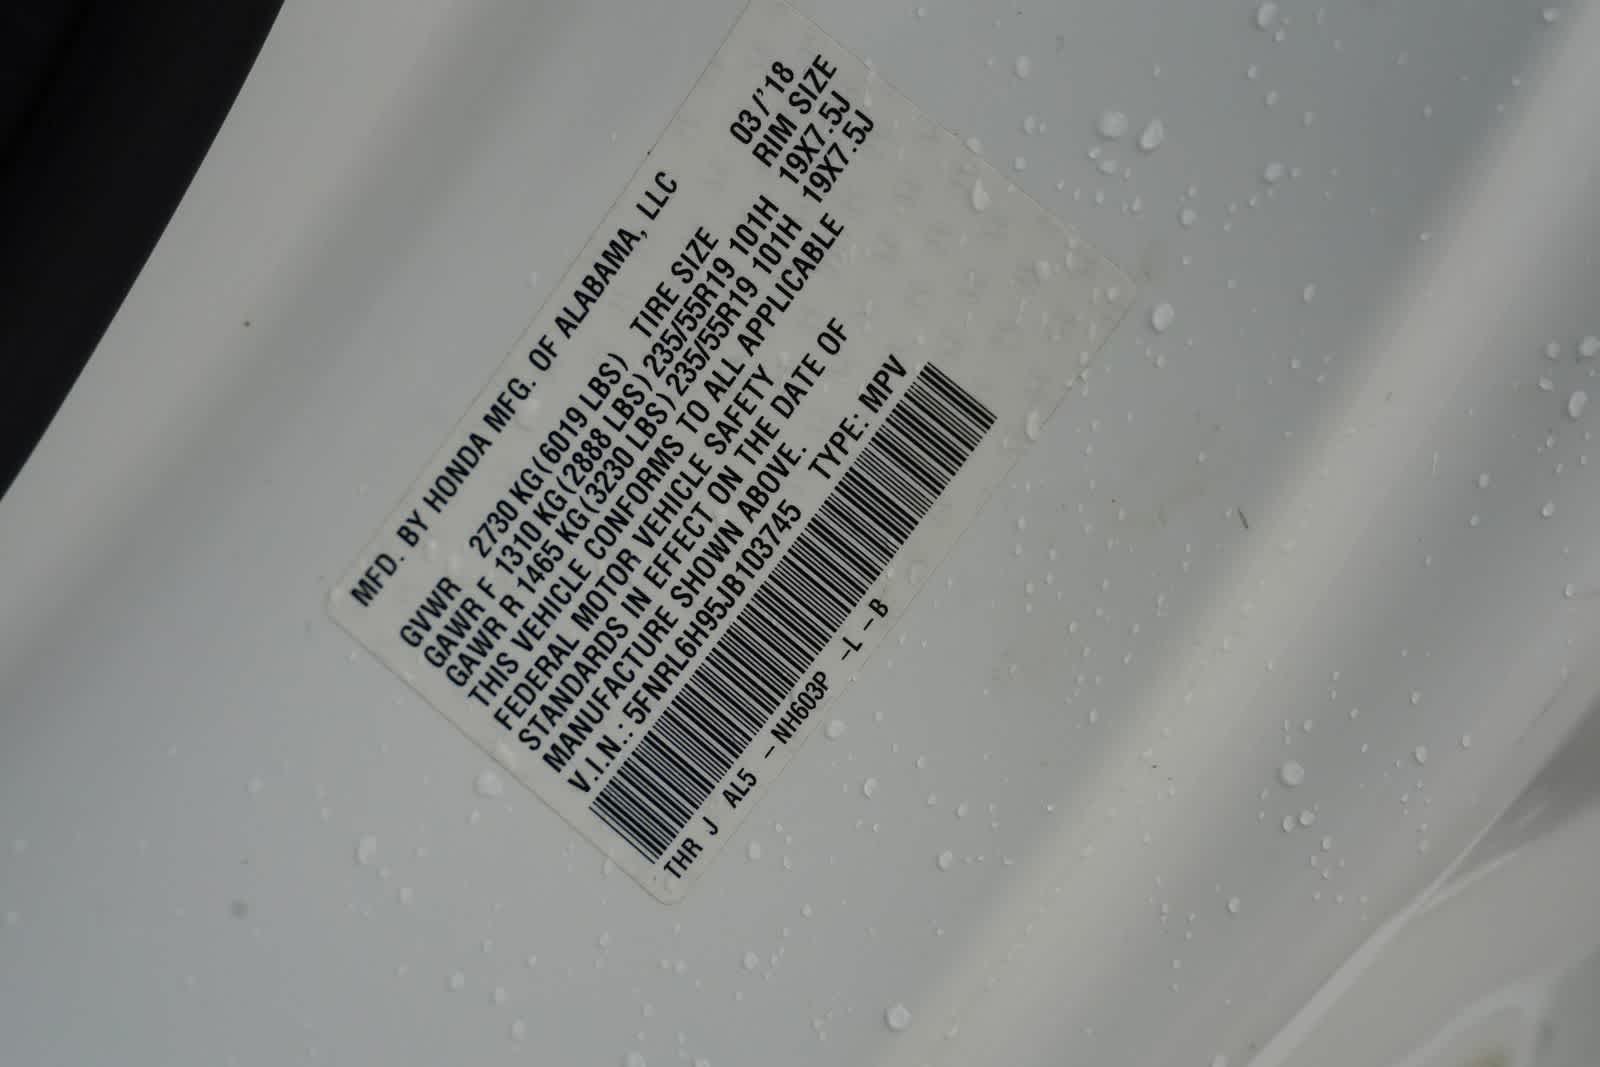 MFD. BY HONDA MFG. OF ALABAMA, LLC 03/'18
GVWR 2730 KG(6019 LBS) TIRE SIZE RIM SIZE
GAWR F 1310 KG(2888 LBS) 235/55R19 101H 19X7.5J
GAWR R 1465 KG(3230 LBS) 235/55R19 101H 19X7.5J
THIS VEHICLE CONFORMS TO ALL APPLICABLE
FEDERAL MOTOR VEHICLE SAFETY
STANDARDS IN EFFECT ON THE DATE OF
MANUFACTURE SHOWN ABOVE.
V.I.N.: 5FNRL6H95JB103745 TYPE: MPV
THR J AL5 -NH603P -L-B